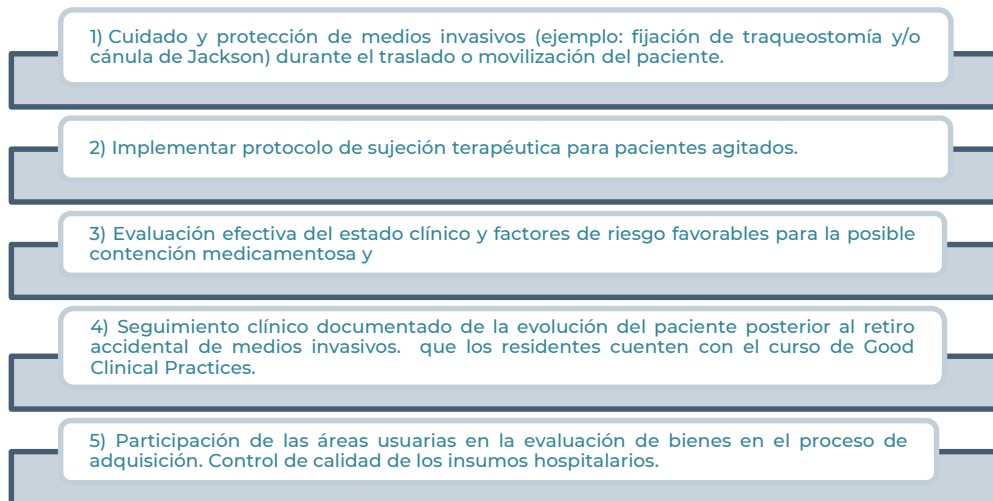 1) Cuidado y protección de medios invasivos (ejemplo: fijación de traqueostomía y/o
cánula de Jackson) durante el traslado o movilización del paciente.
2) Implementar protocolo de sujeción terapéutica para pacientes agitados.
3) Evaluación efectiva del estado clínico y factores de riesgo favorables para la posible
contención medicamentosa y
4) Seguimiento clínico documentado de la evolución del paciente posterior al retiro
accidental de medios invasivos. que los residentes cuenten con el curso de Good
Clinical Practices.
5) Participación de las áreas usuarias en la evaluación de bienes en el proceso de
adquisición. Control de calidad de los insumos hospitalarios.